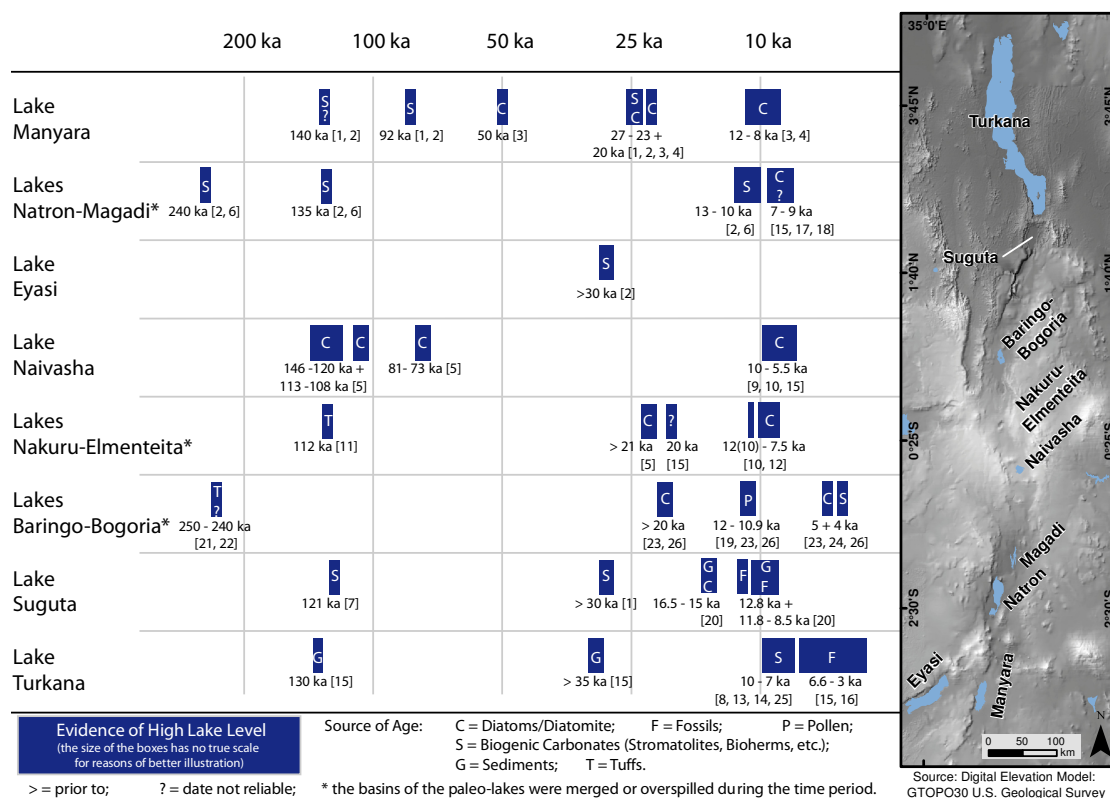 200 ka 100 ka 50 ka 25 ka 10 ka
Lake
Manyara
S
?
S
C
S
C
C
C
140 ka [1, 2]
92 ka [1, 2]
50 ka [3]
27 - 23 +
20 ka [1, 2, 3, 4]
12 - 8 ka [3, 4]
Lakes
Natron-Magadi*
S
S
S
C
?
240 ka [2, 6]
135 ka [2, 6]
13 - 10 ka
[2, 6]
7 - 9 ka
[15, 17, 18]
Lake
Eyasi
S
>30 ka [2]
Lake
Naivasha
C
C
C
C
146 -120 ka +
113 -108 ka [5]
81- 73 ka [5]
10 - 5.5 ka
[9, 10, 15]
Lakes
Nakuru-Elmenteita*
T
C
?
C
112 ka [11]
> 21 ka
[5]
20 ka
[15]
12(10) - 7.5 ka
[10, 12]
Lakes
Baringo-Bogoria*
T
?
C
P
C
S
250 - 240 ka
[21, 22]
> 20 ka
[23, 26]
12 - 10.9 ka
[19, 23, 26]
5 + 4 ka
[23, 24, 26]
Lake
Suguta
S
S
G
C
F
G
F
121 ka [7]
> 30 ka [1]
16.5 - 15 ka
[20]
12.8 ka +
11.8 - 8.5 ka [20]
Lake
Turkana
G
G
S
F
130 ka [15]
> 35 ka [15]
10 - 7 ka
[8, 13, 14, 25]
6.6 - 3 ka
[15, 16]
Evidence of High Lake Level
(the size of the boxes has no true scale
for reasons of better illustration)
Source of Age: C = Diatoms/Diatomite; F = Fossils; P = Pollen;
S = Biogenic Carbonates (Stromatolites, Bioherms, etc.);
G = Sediments; T = Tuffs.
> = prior to; ? = date not reliable; * the basins of the paleo-lakes were merged or overspilled during the time period.
35°0'E
3°45'N
3°45'N
Turkana
Suguta
1°40'N
1°40'N
Baringo-
Bogoria
Nakuru-
Elmenteita
0°25'S
0°25'S
Naivasha
Magadi
Natron
2°30'S
2°30'S
Eyasi
Manyara
N
0 50 100
km
Source: Digital Elevation Model:
GTOPO30 U.S. Geological Survey